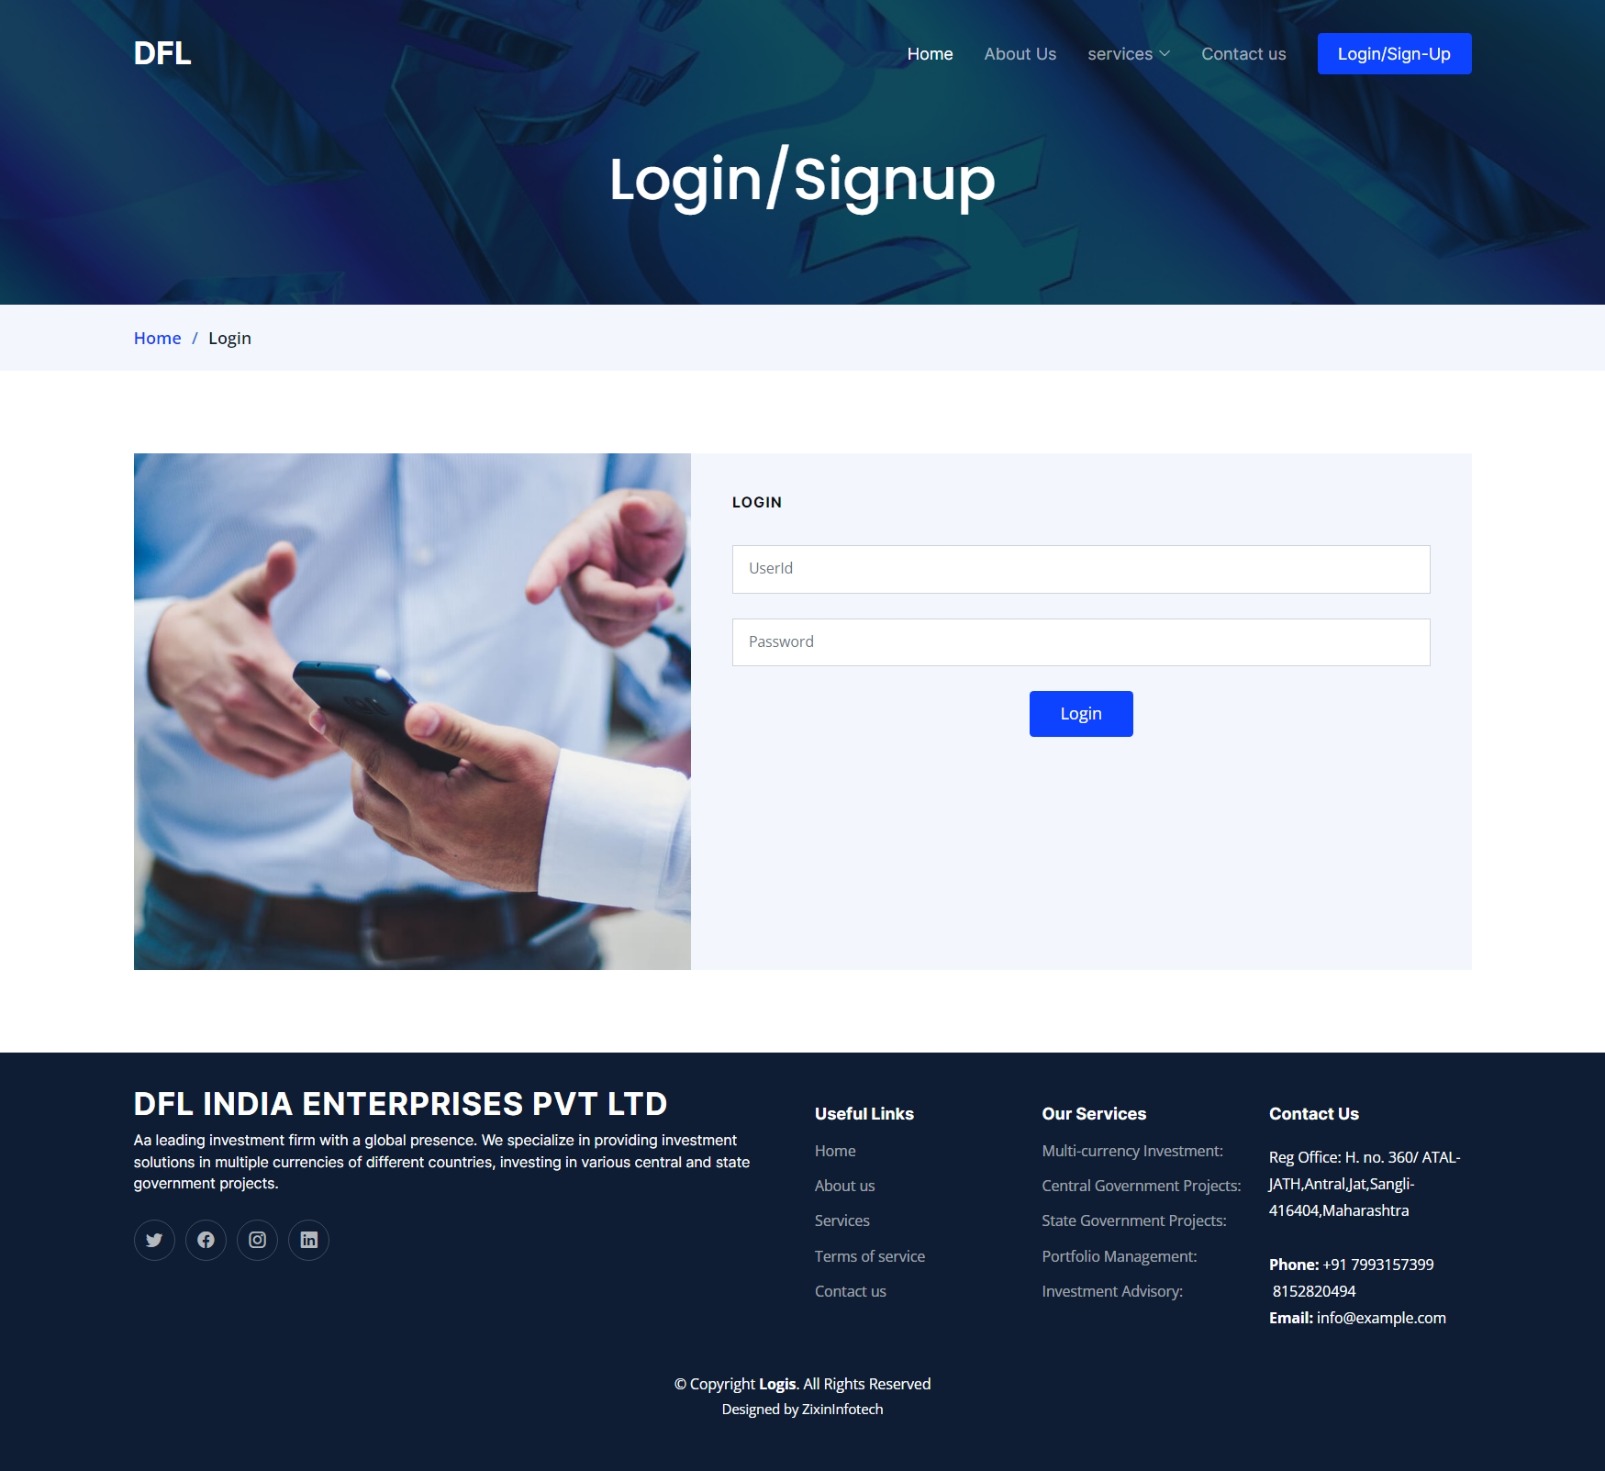 DFL
Home
About Us
services
Contact us
Login/Sign-Up
Login/Signup
Home / Login
LOGIN
UserId
Password
Login
DFL INDIA ENTERPRISES PVT LTD
Aa leading investment firm with a global presence. We specialize in providing investment
solutions in multiple currencies of different countries, investing in various central and state
government projects.
Useful Links
Home
About us
Services
Terms of service
Contact us
Our Services
Multi-currency Investment:
Central Government Projects:
State Government Projects:
Portfolio Management:
Investment Advisory:
Contact Us
Reg Office: H. no. 360/ ATAL-
JATH,Antral,Jat,Sangli-
416404,Maharashtra
Phone: +91 7993157399
8152820494
Email: info@example.com
© Copyright Logis. All Rights Reserved
Designed by ZixinInfotech